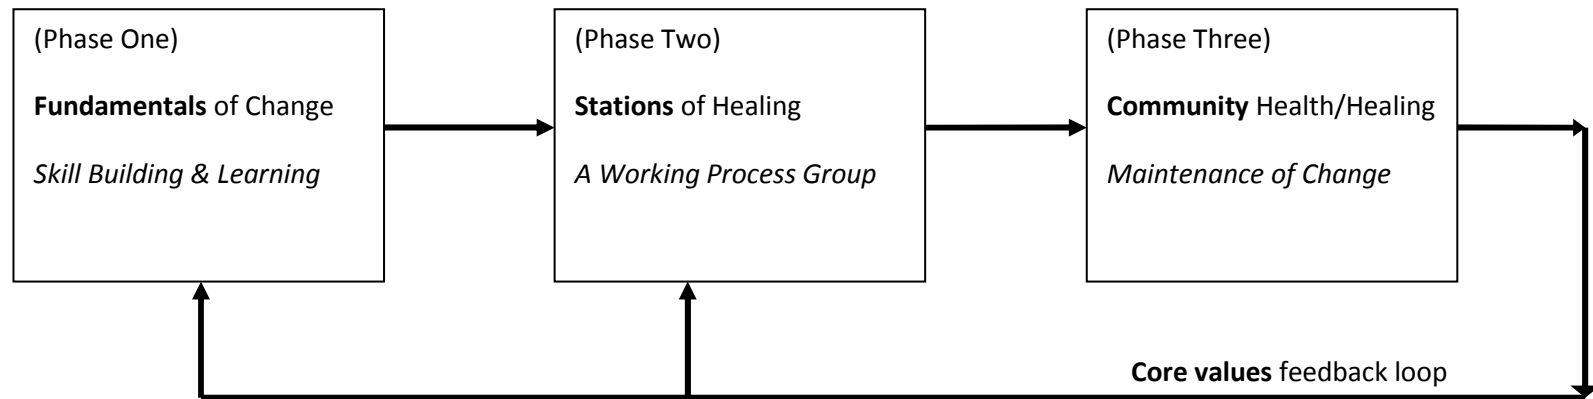 (Phase One)
Fundamentals of Change
Skill Building & Learning
(Phase Two)
Stations of Healing
A Working Process Group
(Phase Three)
Community Health/Healing
Maintenance of Change
Core values feedback loop